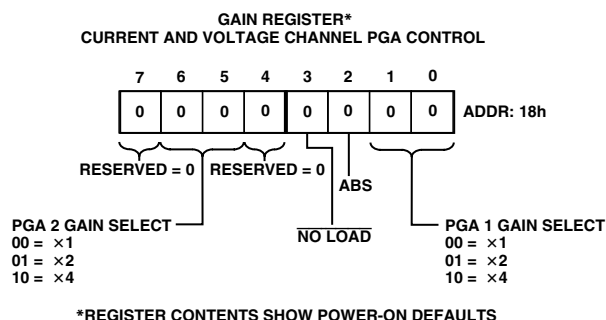 GAIN REGISTER*
CURRENT AND VOLTAGE CHANNEL PGA CONTROL
7 6 5 4 3 2 1 0
0 0 0 0 0 0 0 0 ADDR: 18h
RESERVED = 0 RESERVED = 0
ABS
NO LOAD
PGA 2 GAIN SELECT
00 = ×1
01 = ×2
10 = ×4
PGA 1 GAIN SELECT
00 = ×1
01 = ×2
10 = ×4
*REGISTER CONTENTS SHOW POWER-ON DEFAULTS